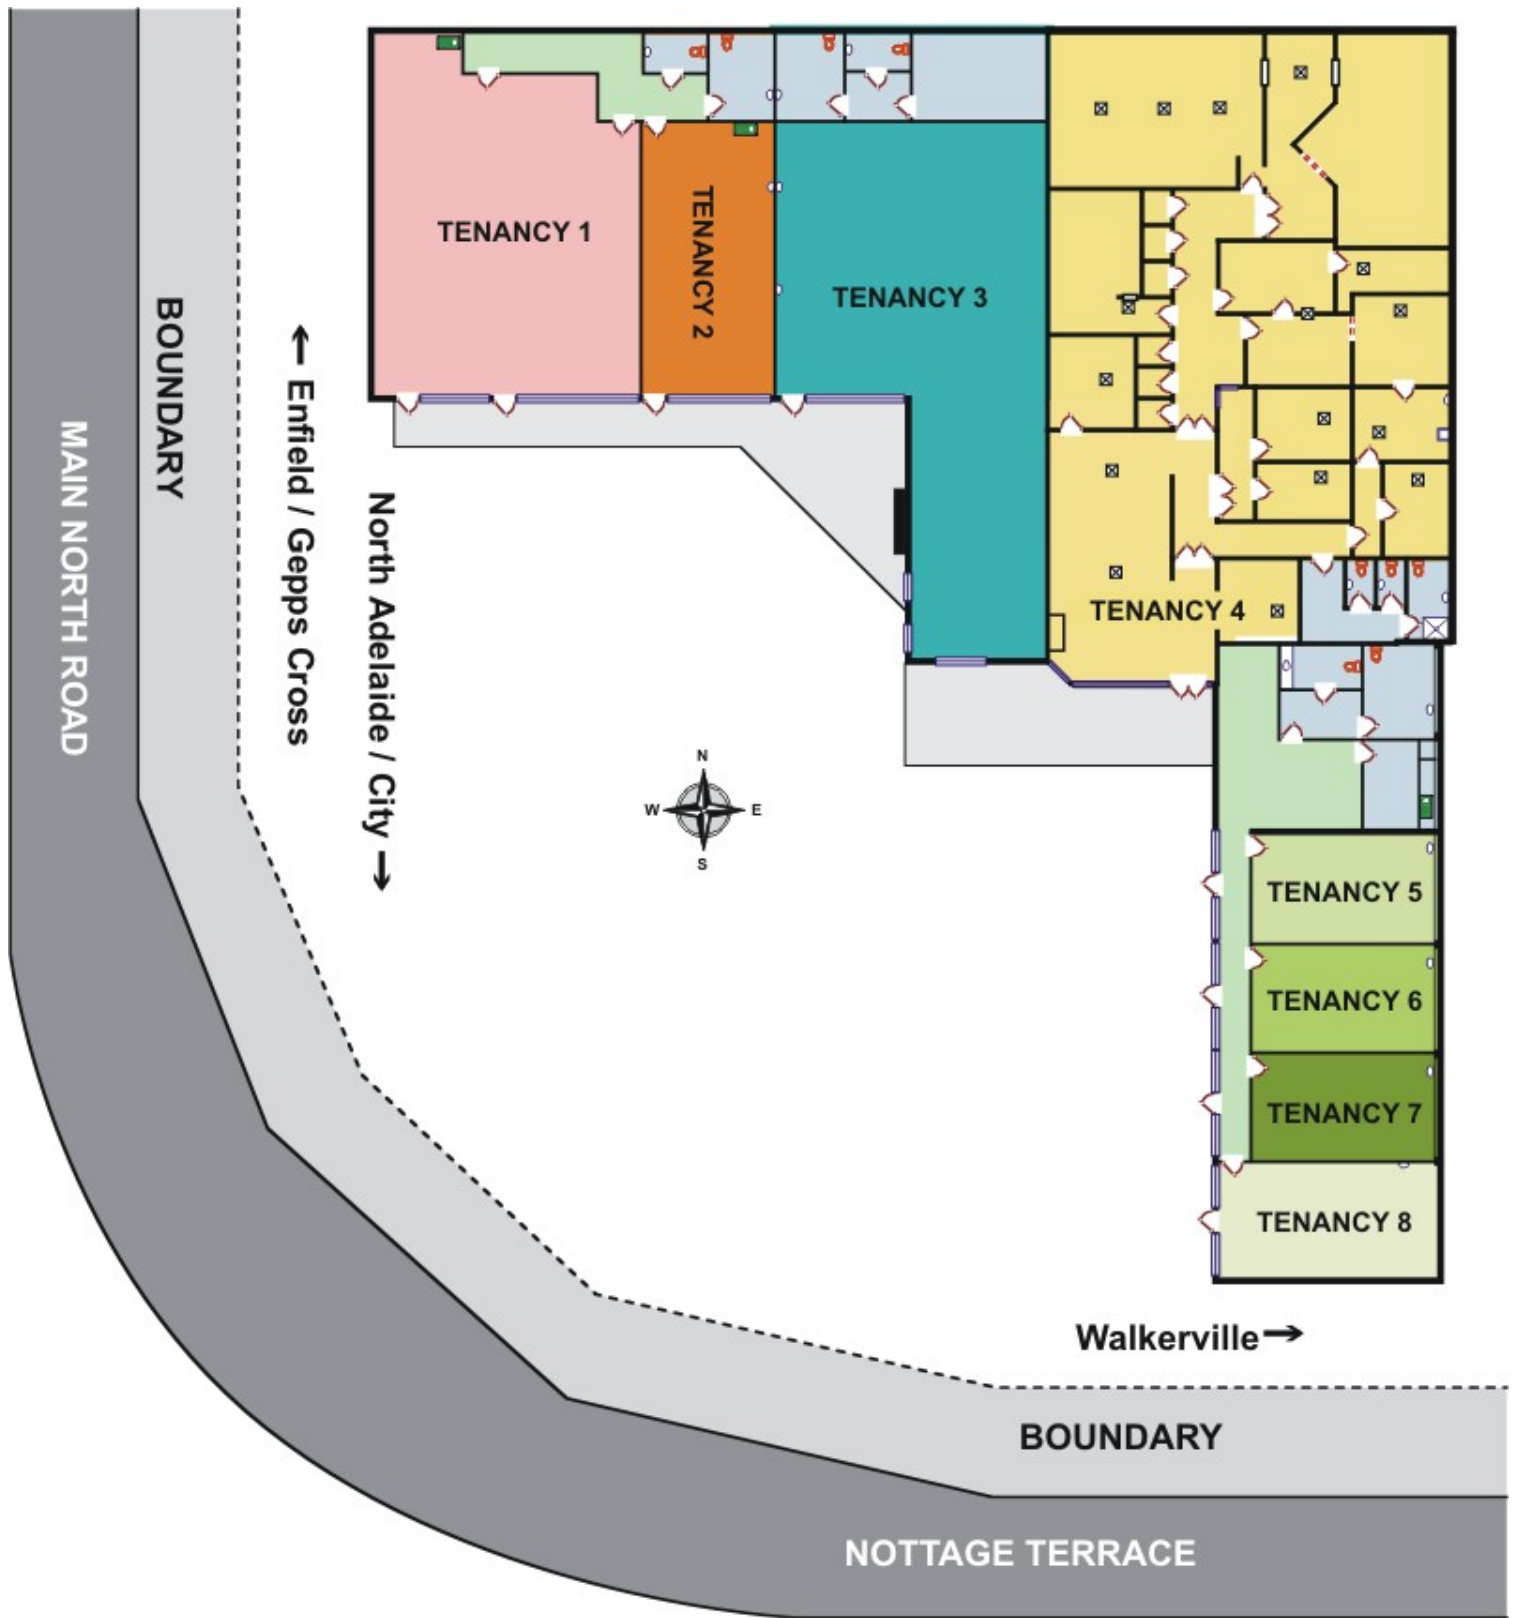 TENANCY 1
TENANCY 2
TENANCY 3
TENANCY 4
TENANCY 5
TENANCY 6
TENANCY 7
TENANCY 8
MAIN NORTH ROAD
BOUNDARY
← Enfield / Gepps Cross
North Adelaide / City →
N
W
E
S
Walkerville→
BOUNDARY
NOTTAGE TERRACE